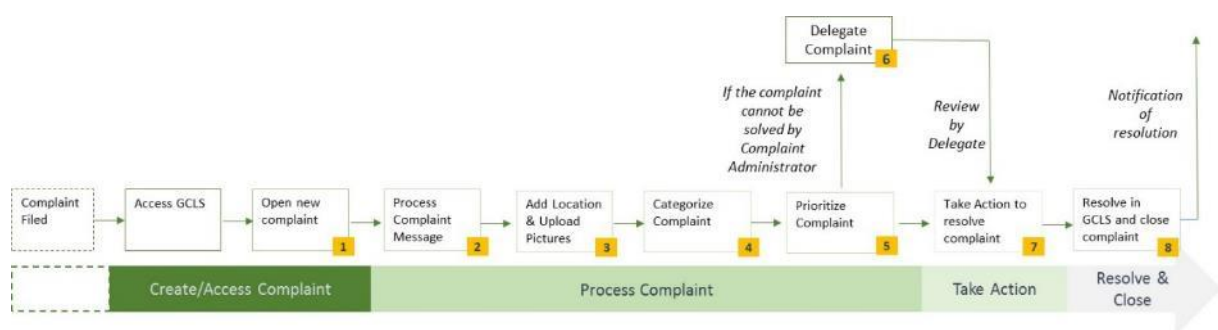 Delegate
Complaint
6
If the complaint
cannot be
solved by
Complaint
Administrator
Review
by
Delegate
Notification
of
resolution
Complaint
Filed
Access GCLS
Open new
complaint
1
Process
Complaint
Message
2
Add Location
& Upload
Pictures
3
Categorize
Complaint
4
Prioritize
Complaint
5
Take Action to
resolve
complaint
7
Resolve in
GCLS and close
complaint
8
Create/Access Complaint
Process Complaint
Take Action
Resolve &
Close